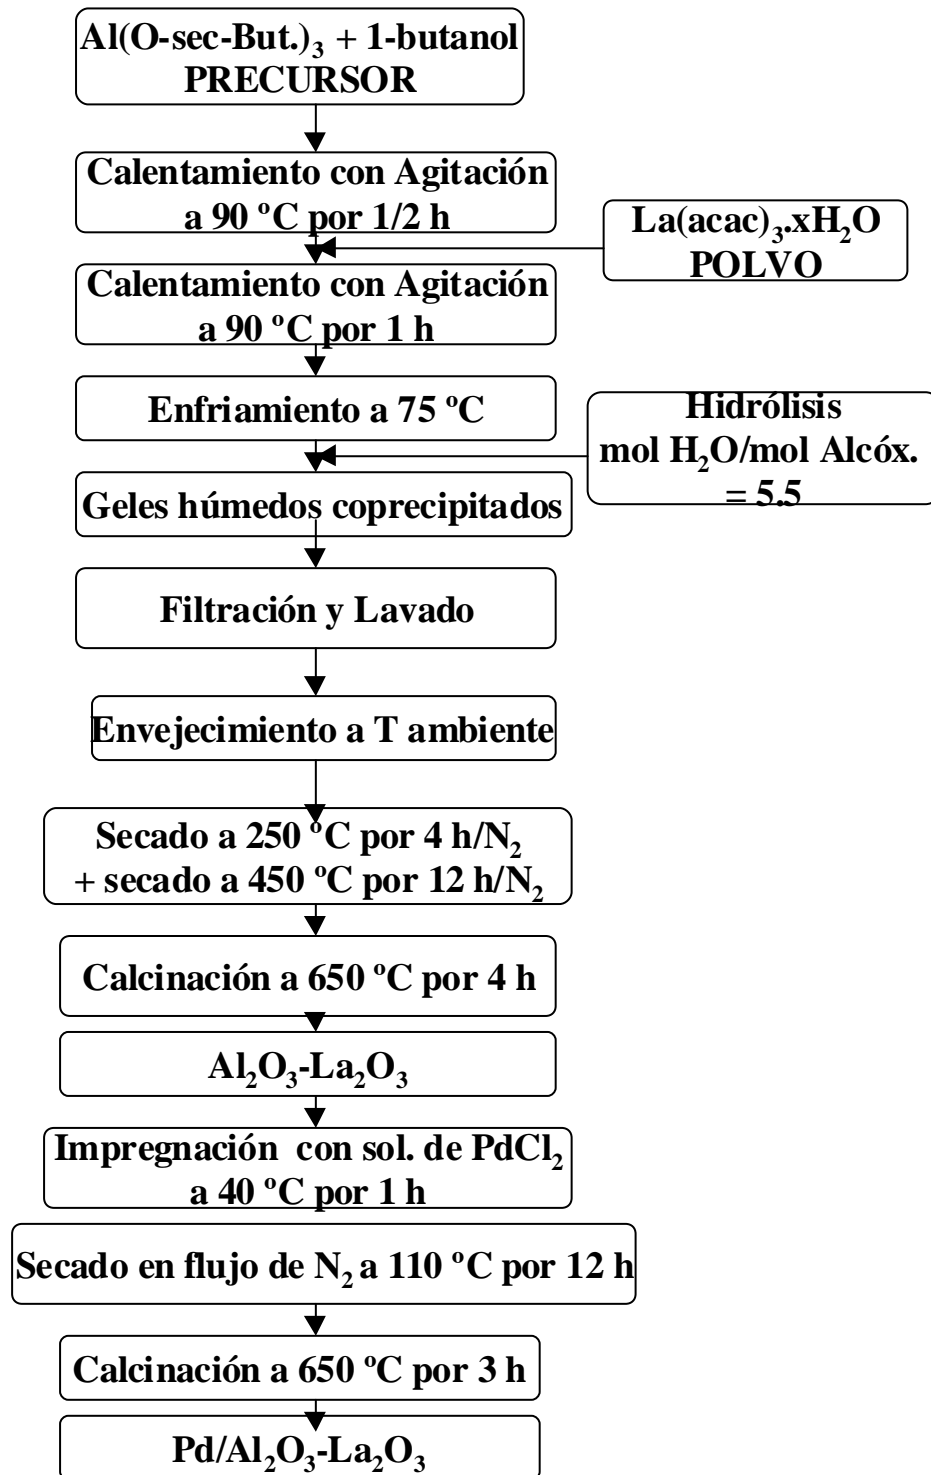 Al(O-sec-But.)₃ + 1-butanol
PRECURSOR
Calentamiento con Agitación
a 90 ºC por 1/2 h
La(acac)₃.xH₂O
POLVO
Calentamiento con Agitación
a 90 ºC por 1 h
Enfriamiento a 75 ºC
Hidrólisis
mol H₂O/mol Alcóx.
= 5.5
Geles húmedos coprecipitados
Filtración y Lavado
Envejecimiento a T ambiente
Secado a 250 ºC por 4 h/N₂
+ secado a 450 ºC por 12 h/N₂
Calcinación a 650 ºC por 4 h
Al₂O₃-La₂O₃
Impregnación con sol. de PdCl₂
a 40 ºC por 1 h
Secado en flujo de N₂ a 110 ºC por 12 h
Calcinación a 650 ºC por 3 h
Pd/Al₂O₃-La₂O₃